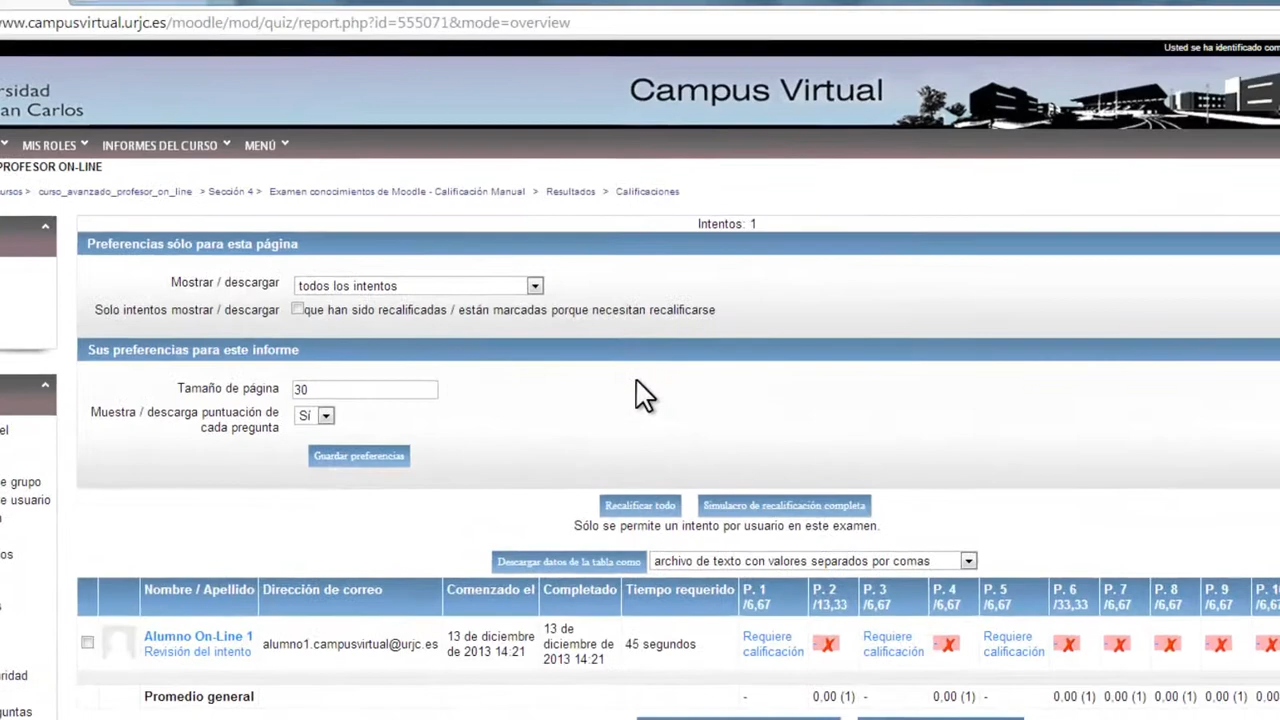 www.campusvirtual.urjc.es/moodle/mod/quiz/report.php?id=555071&mode=overview
Usted se ha identificado com
rsidad
an Carlos
Campus Virtual
MIS ROLES INFORMES DEL CURSO MENÚ
PROFESOR ON-LINE
ursos > curso_avanzado_profesor_on_line > Sección 4 > Examen conocimientos de Moodle - Calificación Manual > Resultados > Calificaciones
Intentos: 1
Preferencias sólo para esta página
Mostrar / descargar todos los intentos
Solo intentos mostrar / descargar que han sido recalificadas / están marcadas porque necesitan recalificarse
Sus preferencias para este informe
Tamaño de página 30
Muestra / descarga puntuación de
cada pregunta
Sí
Guardar preferencias
el
e grupo
e usuario
n
os
s
ridad
guntas
Recalificar todo Simulacro de recalificación completa
Sólo se permite un intento por usuario en este examen.
Descargar datos de la tabla como archivo de texto con valores separados por comas
Nombre / Apellido Dirección de correo Comenzado el Completado Tiempo requerido P. 1 P. 2 P. 3 P. 4 P. 5 P. 6 P. 7 P. 8 P. 9 P. 10
/6,67 /13,33 /6,67 /6,67 /6,67 /33,33 /6,67 /6,67 /6,67 /6,67
Alumno On-Line 1
Revisión del intento
alumno1.campusvirtual@urjc.es
13 de diciembre
de 2013 14:21
13 de
diciembre de
2013 14:21
45 segundos
Requiere
calificación
- X
Requiere
calificación
- X
Requiere
calificación
- X - X - X - X - X
Promedio general - 0,00 (1) - 0,00 (1) - 0,00 (1) 0,00 (1) 0,00 (1) 0,00 (1) 0,00